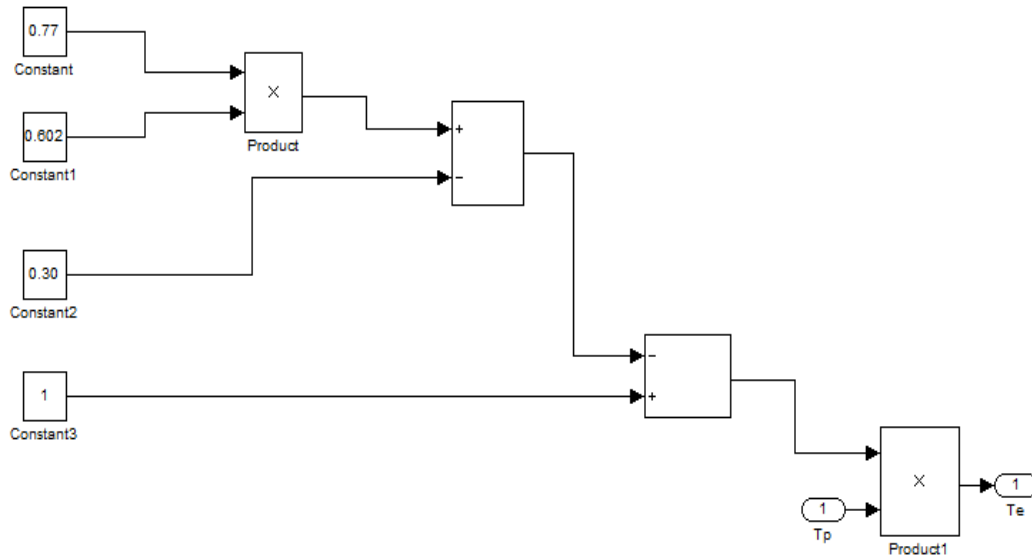 0.77
Constant
0.602
Constant1
×
Product
+
−
0.30
Constant2
−
+
1
Constant3
×
Product1
1
Tp
1
Te